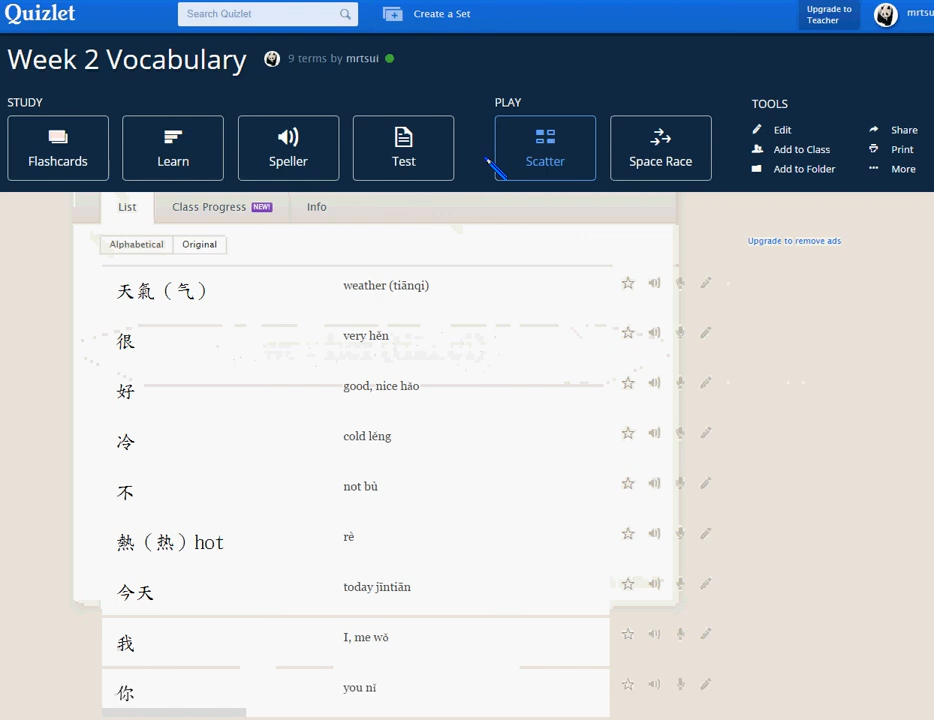 Quizlet
Search Quizlet
Create a Set
Upgrade to Teacher
mrtsui
Week 2 Vocabulary
9 terms by mrtsui
STUDY
PLAY
TOOLS
Flashcards
Learn
Speller
Test
Scatter
Space Race
Edit
Share
Add to Class
Print
Add to Folder
More
List
Class Progress NEW!
Info
Alphabetical
Original
Upgrade to remove ads
天氣（气） weather (tiānqi)
很 very hěn
好 good, nice hǎo
冷 cold lěng
不 not bù
熱（热）hot rè
今天 today jīntiān
我 I, me wǒ
你 you nǐ